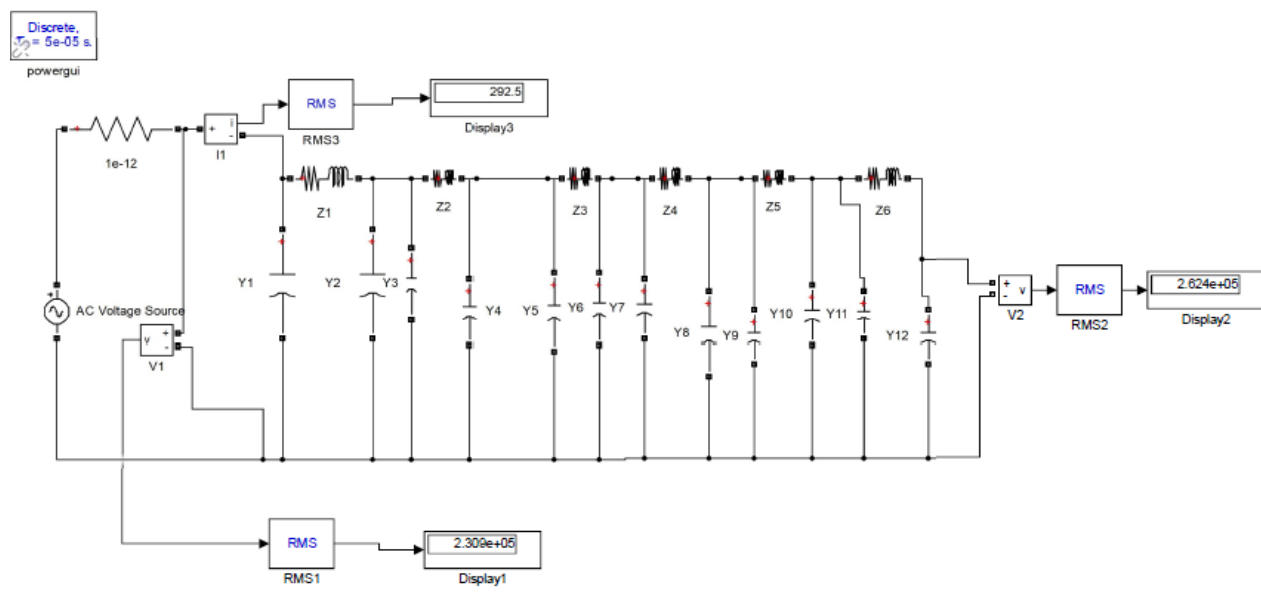 Discrete,
Ts = 5e-05 s.
powergui
RMS
292.5
RMS3
Display3
+
i
-
I1
1e-12
Z1
Z2
Z3
Z4
Z5
Z6
Y1
Y2
Y3
Y4
Y5
Y6
Y7
Y8
Y9
Y10
Y11
Y12
AC Voltage Source
+
v
-
V1
+
v
-
V2
RMS
RMS2
2.624e+05
Display2
RMS
RMS1
2.309e+05
Display1